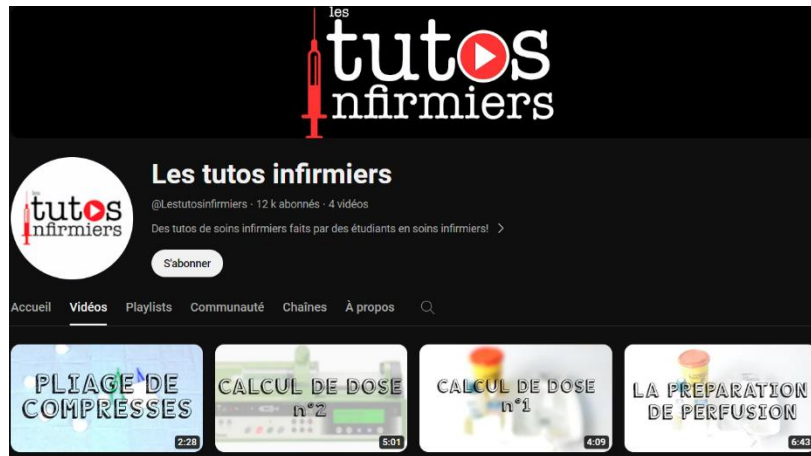 les
tutos
infirmiers
les
tutos
infirmiers
Les tutos infirmiers
@Lestutosinfirmiers · 12 k abonnés · 4 vidéos
Des tutos de soins infirmiers faits par des étudiants en soins infirmiers!
S'abonner
Accueil Vidéos Playlists Communauté Chaînes À propos
PLIAGE DE
COMPRESSES
2:28
CALCUL DE DOSE
n°2
5:01
CALCUL DE DOSE
n°1
4:09
LA PREPARATION
DE PERFUSION
6:43